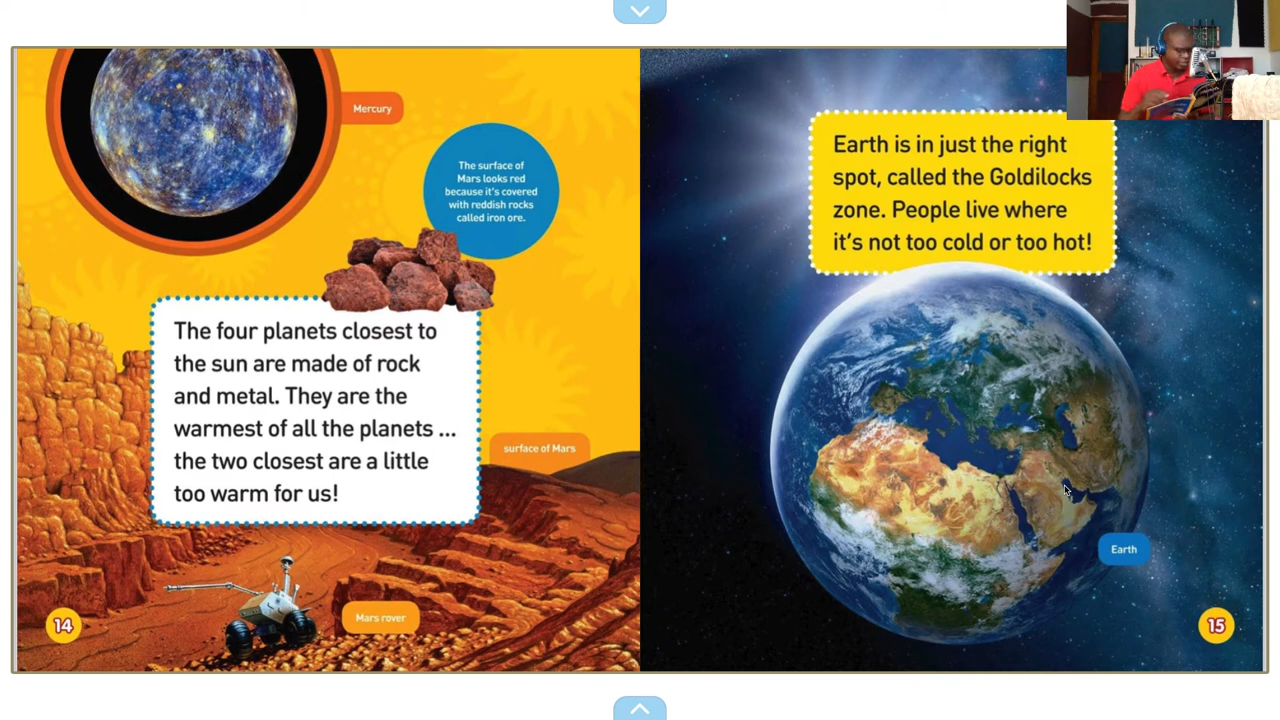 Mercury
The surface of
Mars looks red
because it's covered
with reddish rocks
called iron ore.
The four planets closest to
the sun are made of rock
and metal. They are the
warmest of all the planets ...
the two closest are a little
too warm for us!
surface of Mars
Mars rover
14
Earth is in just the right
spot, called the Goldilocks
zone. People live where
it's not too cold or too hot!
Earth
15